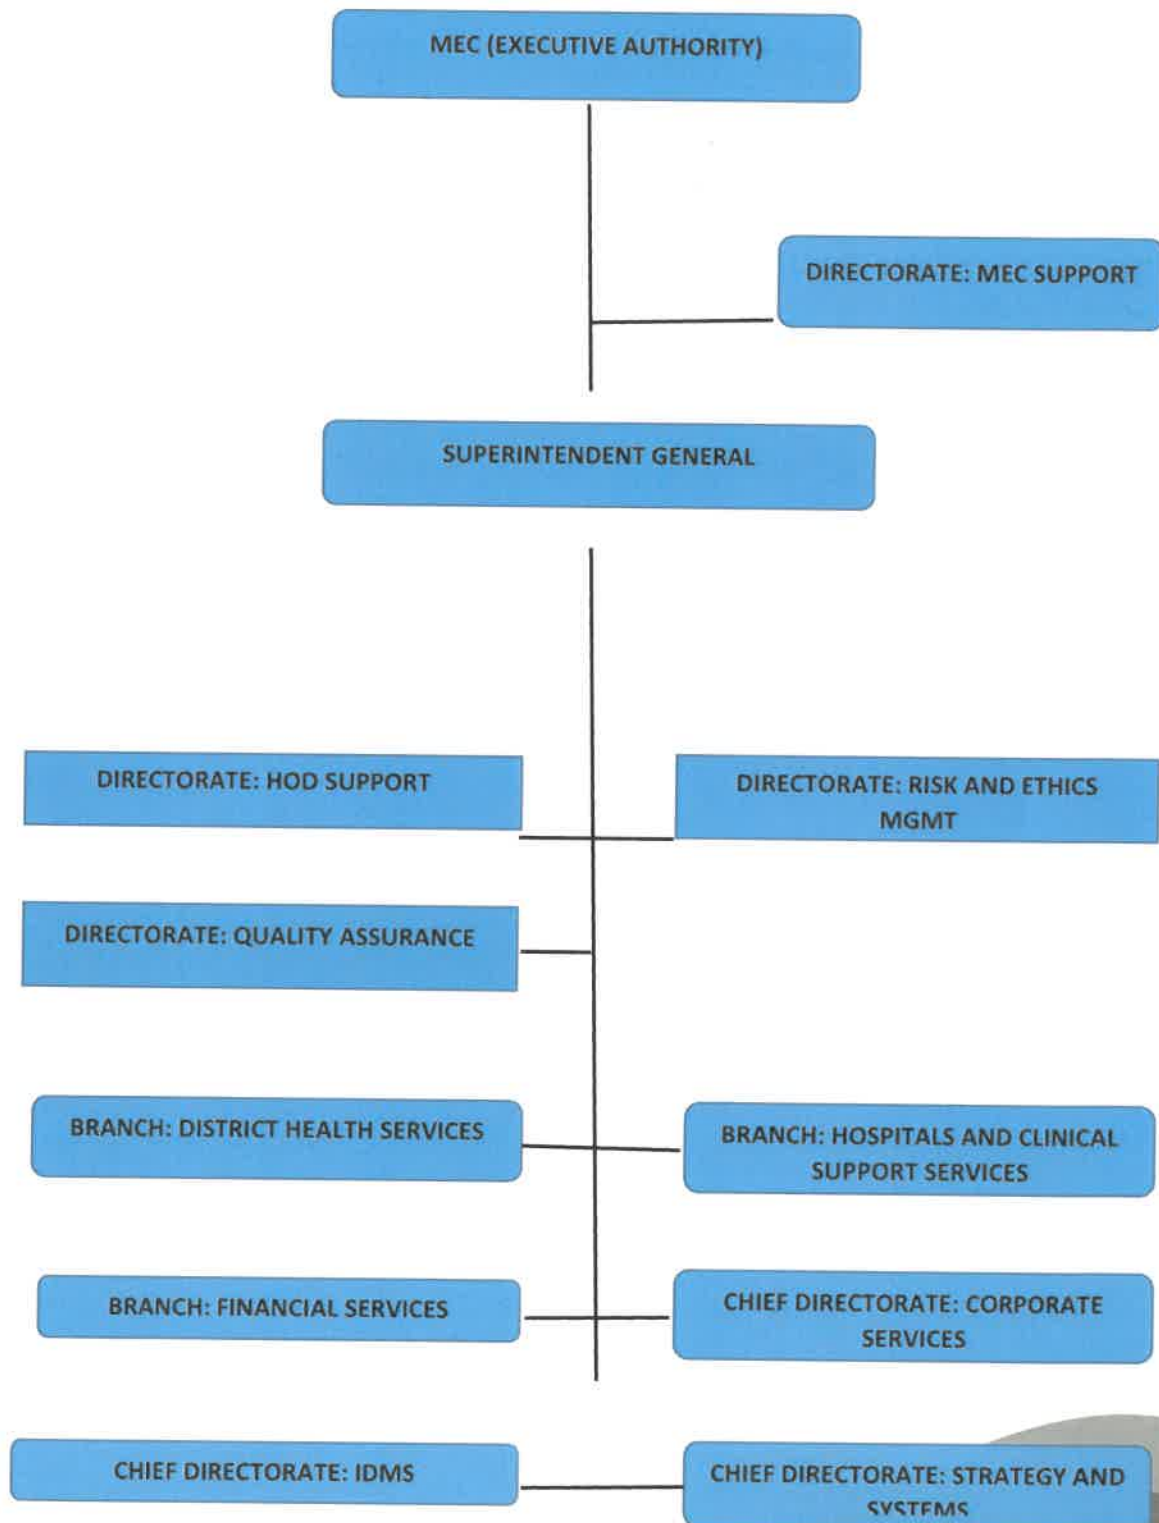 MEC (EXECUTIVE AUTHORITY)
DIRECTORATE: MEC SUPPORT
SUPERINTENDENT GENERAL
DIRECTORATE: HOD SUPPORT
DIRECTORATE: RISK AND ETHICS
MGMT
DIRECTORATE: QUALITY ASSURANCE
BRANCH: DISTRICT HEALTH SERVICES
BRANCH: HOSPITALS AND CLINICAL
SUPPORT SERVICES
BRANCH: FINANCIAL SERVICES
CHIEF DIRECTORATE: CORPORATE
SERVICES
CHIEF DIRECTORATE: IDMS
CHIEF DIRECTORATE: STRATEGY AND
SYSTEMS